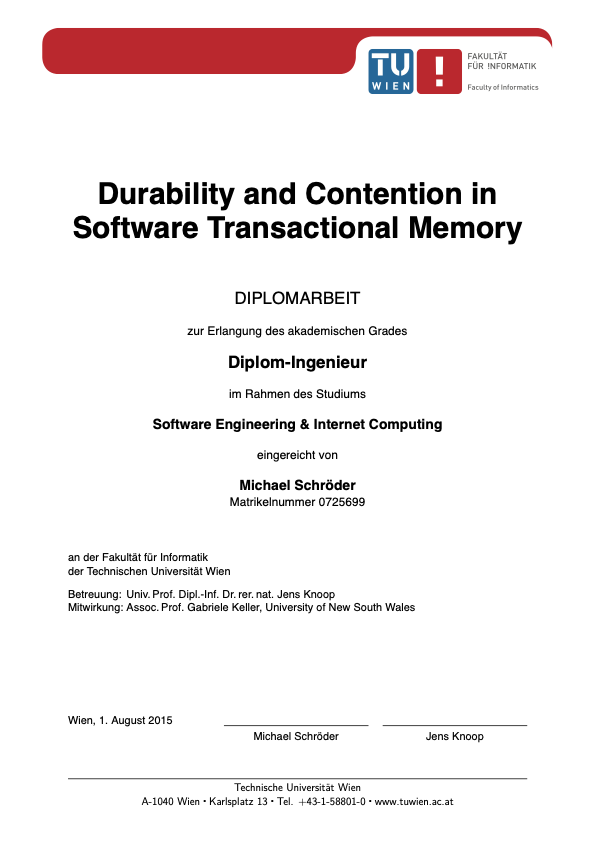 TU
WIEN
!
FAKULTÄT
FÜR !NFORMATIK
Faculty of Informatics
Durability and Contention in
Software Transactional Memory
DIPLOMARBEIT
zur Erlangung des akademischen Grades
Diplom-Ingenieur
im Rahmen des Studiums
Software Engineering & Internet Computing
eingereicht von
Michael Schröder
Matrikelnummer 0725699
an der Fakultät für Informatik
der Technischen Universität Wien
Betreuung: Univ. Prof. Dipl.-Inf. Dr. rer. nat. Jens Knoop
Mitwirkung: Assoc. Prof. Gabriele Keller, University of New South Wales
Wien, 1. August 2015
Michael Schröder
Jens Knoop
Technische Universität Wien
A-1040 Wien • Karlsplatz 13 • Tel. +43-1-58801-0 • www.tuwien.ac.at